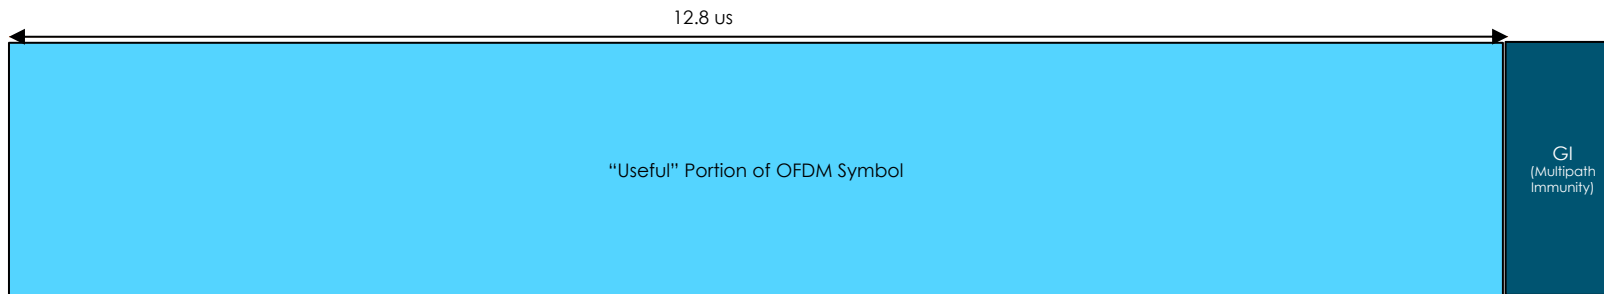 12.8 us
“Useful” Portion of OFDM Symbol
GI
(Multipath
Immunity)